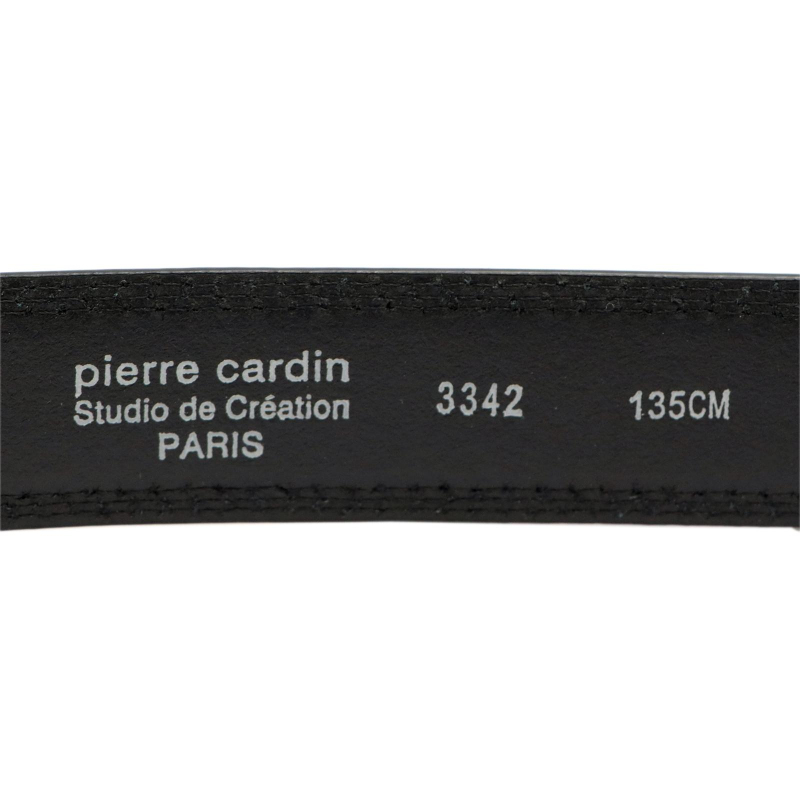 pierre cardin
Studio de Création
PARIS
3342
135CM